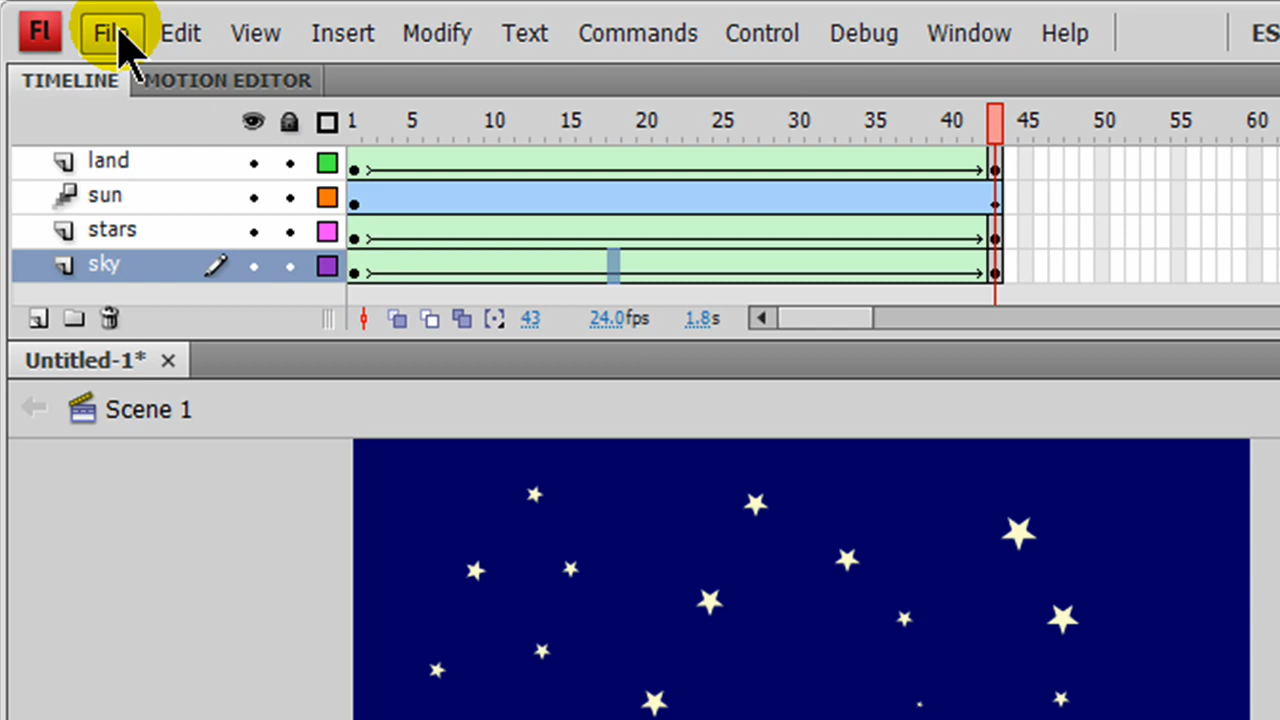 Fl File Edit View Insert Modify Text Commands Control Debug Window Help ES
TIMELINE MOTION EDITOR
1 5 10 15 20 25 30 35 40 45 50 55 60
land
sun
stars
sky
43 24.0fps 1.8s
Untitled-1* ×
Scene 1